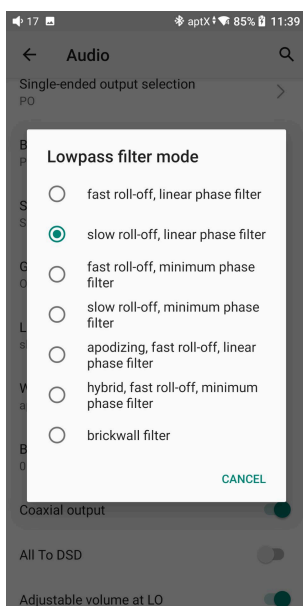 17 aptX 85% 11:39
Audio
Single-ended output selection
PO
B
P
Lowpass filter mode
fast roll-off, linear phase filter
S
S
slow roll-off, linear phase filter
G
O
fast roll-off, minimum phase
filter
L
s
slow roll-off, minimum phase
filter
apodizing, fast roll-off, linear
phase filter
a
hybrid, fast roll-off, minimum
phase filter
B
0
brickwall filter
CANCEL
Coaxial output
All To DSD
Adjustable volume at LO